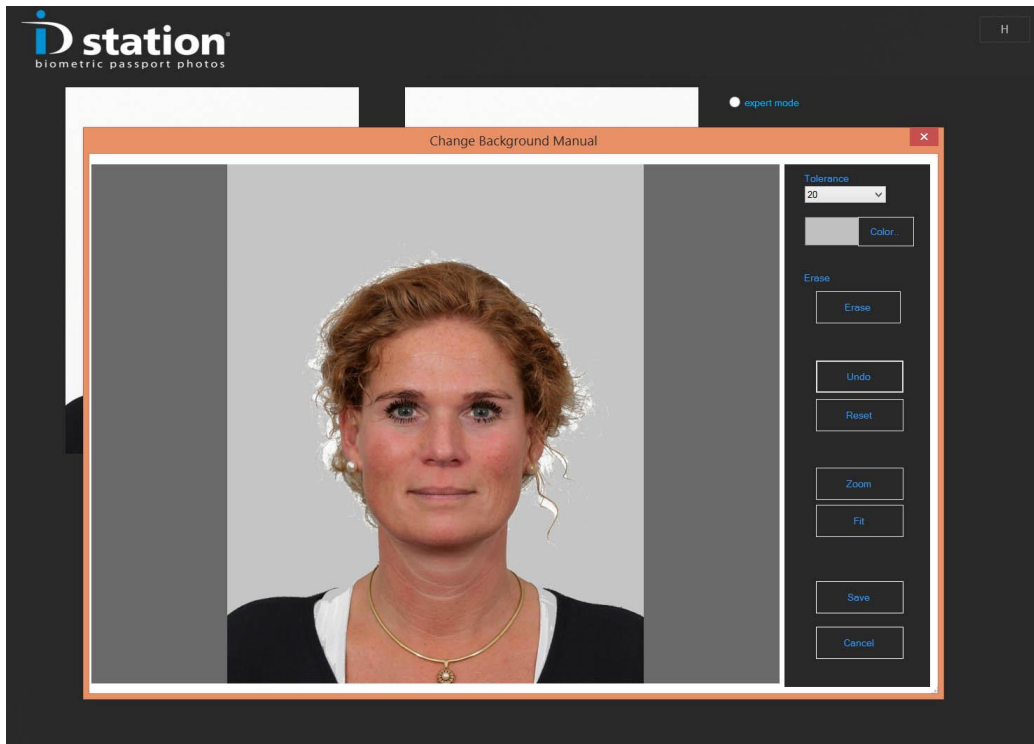 iD station®
biometric passport photos
H
expert mode
Change Background Manual
×
Tolerance
20
Color..
Erase
Erase
Undo
Reset
Zoom
Fit
Save
Cancel